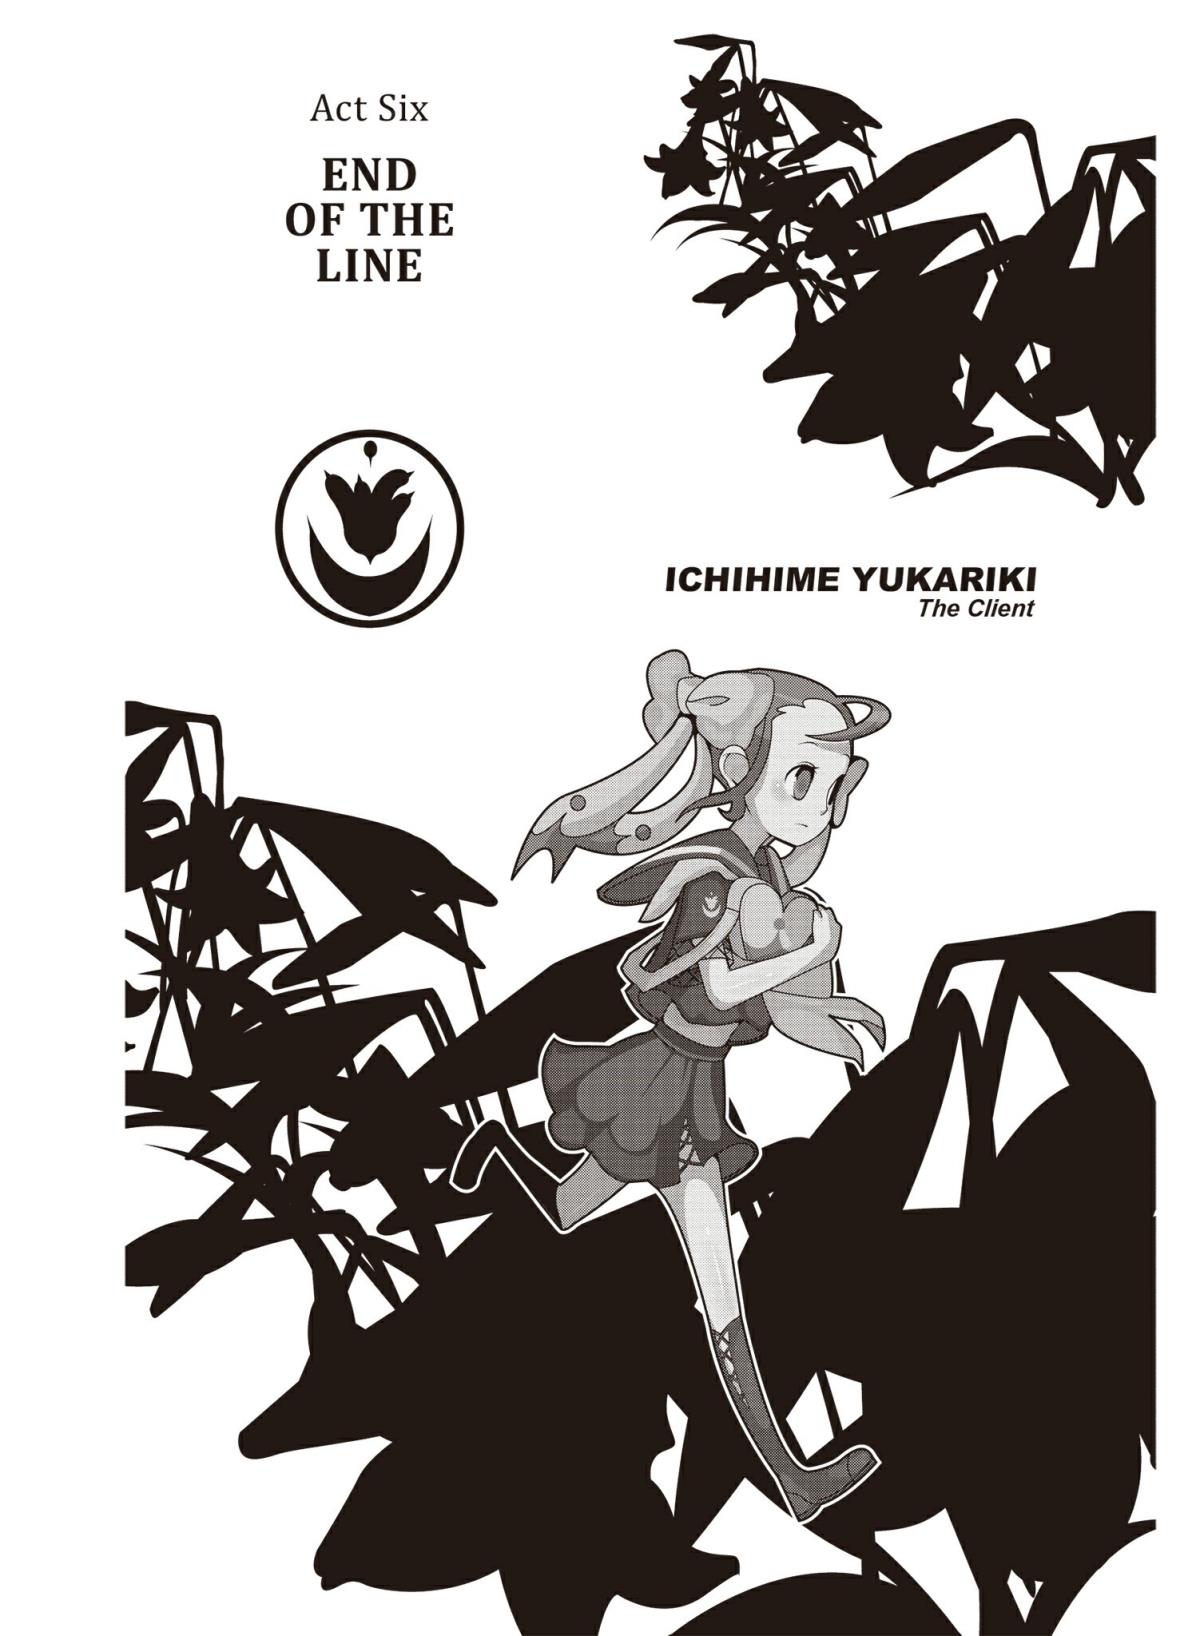 Act Six
END
OF THE
LINE
ICHIHIME YUKARIKI
The Client